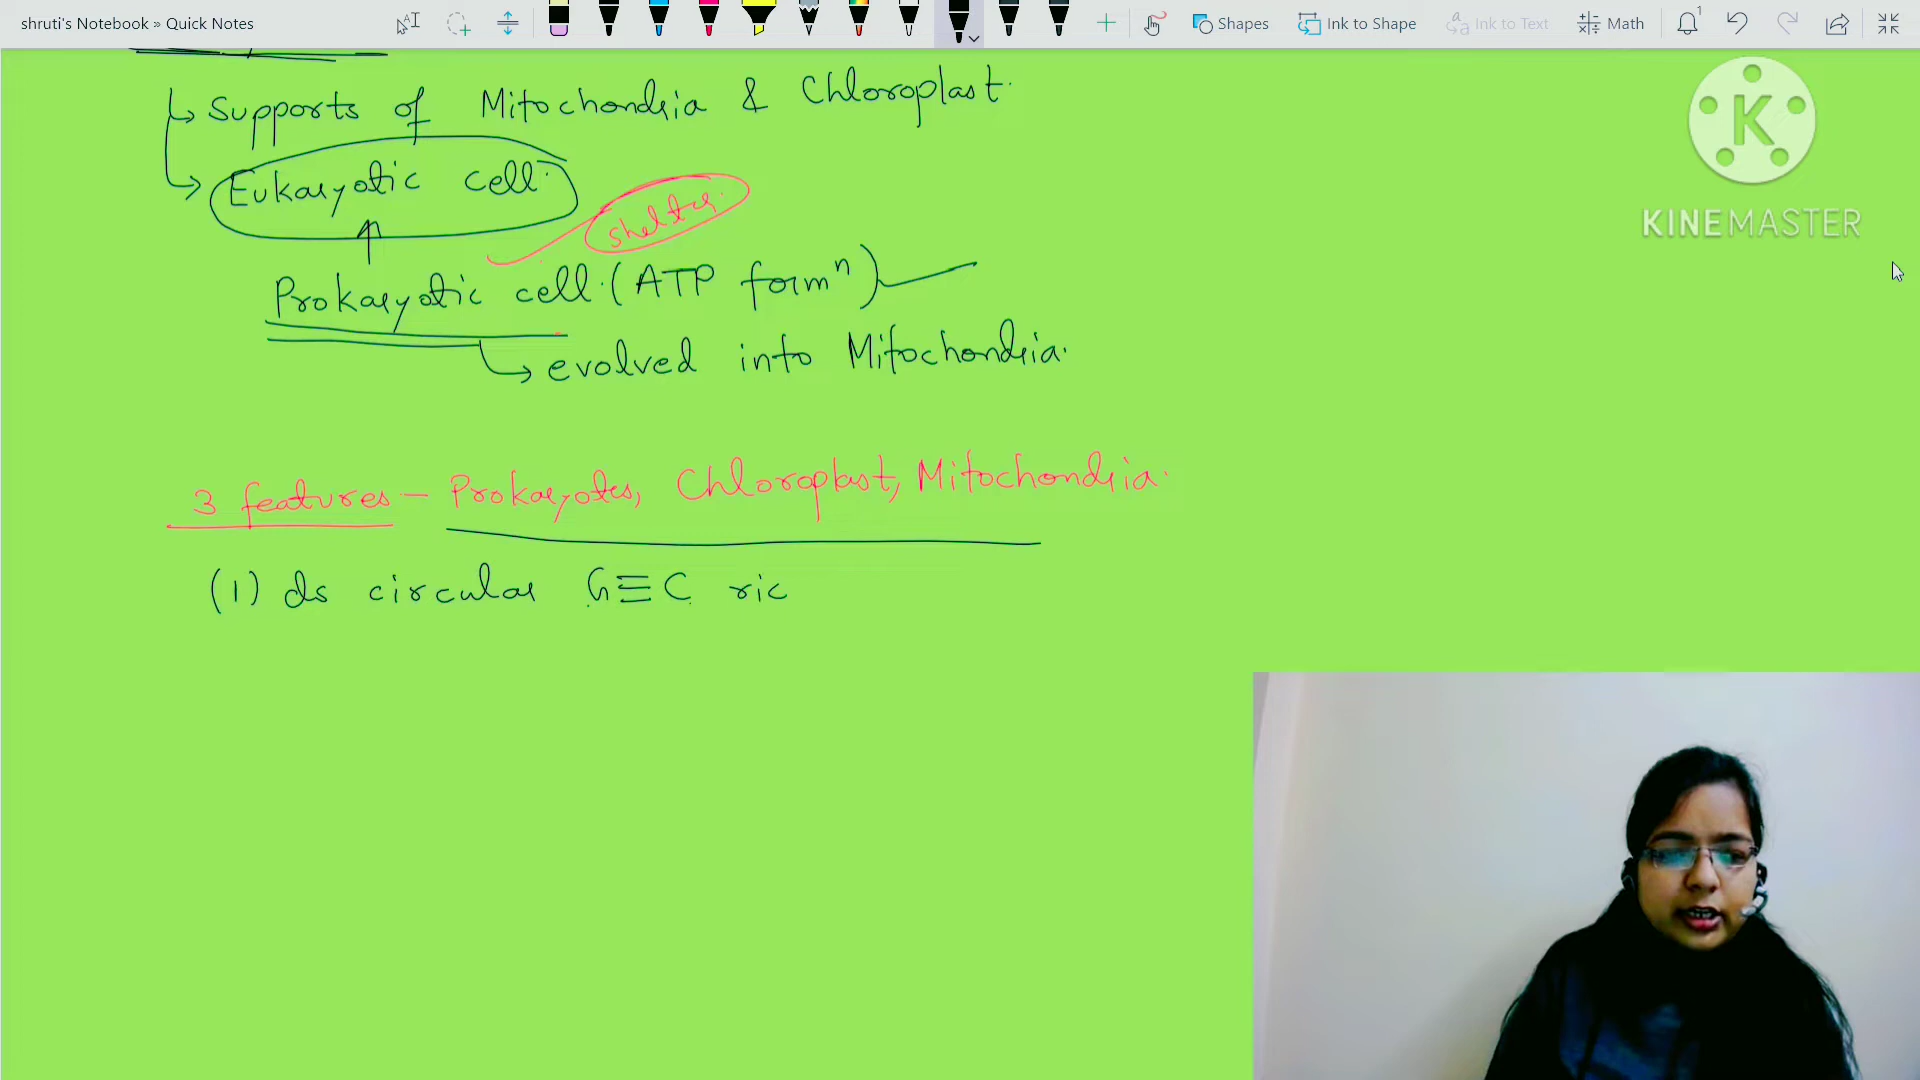 shruti's Notebook » Quick Notes
Shapes
Ink to Shape
Ink to Text
Math
1
↳ Supports of Mitochondria & Chloroplast.
K
KINEMASTER
→ Eukaryotic cell.
shelter.
↑
Prokaryotic cell. (ATP formⁿ)
↳ evolved into Mitochondria.
3 features – Prokaryotes, Chloroplast, Mitochondria.
(1) ds circular G≡C ric